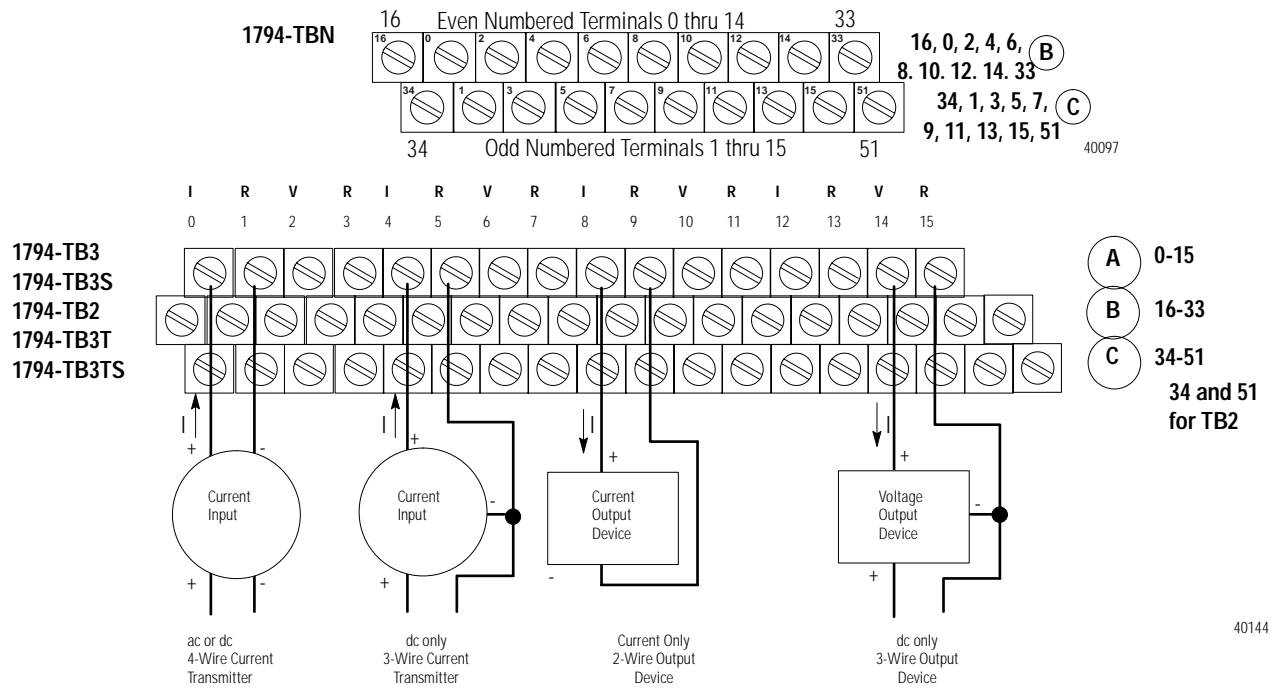 16 Even Numbered Terminals 0 thru 14 33
1794-TBN
16 0 2 4 6 8 10 12 14 33
16, 0, 2, 4, 6,
8. 10. 12. 14. 33
B
34 1 3 5 7 9 11 13 15 51
34, 1, 3, 5, 7,
9, 11, 13, 15, 51
C
34 Odd Numbered Terminals 1 thru 15 51
40097
I R V R I R V R I R V R I R V R
0 1 2 3 4 5 6 7 8 9 10 11 12 13 14 15
1794-TB3
1794-TB3S
1794-TB2
1794-TB3T
1794-TB3TS
A 0-15
B 16-33
C 34-51
34 and 51
for TB2
I I I I
+ - + + +
Current
Input
+ -
Current
Input
-
+
Current
Output
Device
-
Voltage
Output
Device
-
+
ac or dc
4-Wire Current
Transmitter
dc only
3-Wire Current
Transmitter
Current Only
2-Wire Output
Device
dc only
3-Wire Output
Device
40144